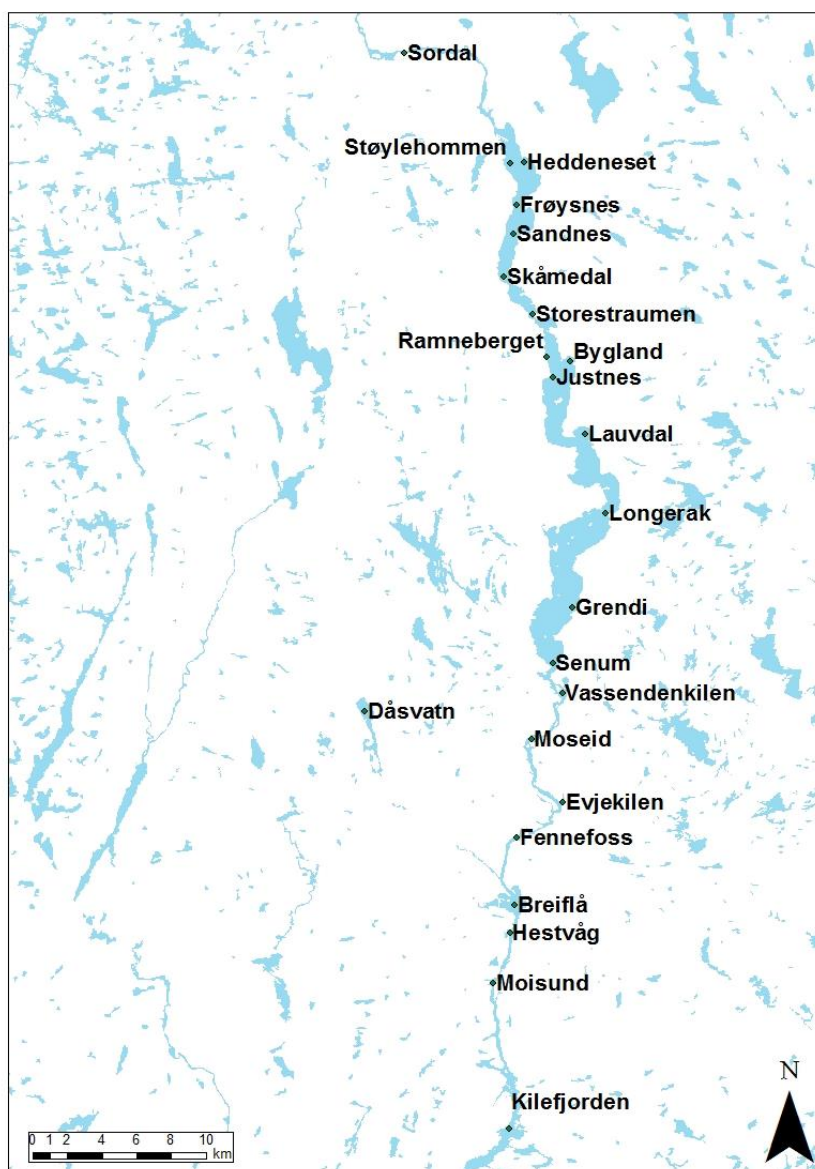 Sordal
Støylehommen
Heddeneset
Frøysnes
Sandnes
Skåmedal
Storestraumen
Ramneberget
Bygland
Justnes
Lauvdal
Longerak
Grendi
Senum
Vassendenkilen
Dåsvatn
Moseid
Evjekilen
Fennefoss
Breiflå
Hestvåg
Moisund
Kilefjorden
N
0 1 2 4 6 8 10
km